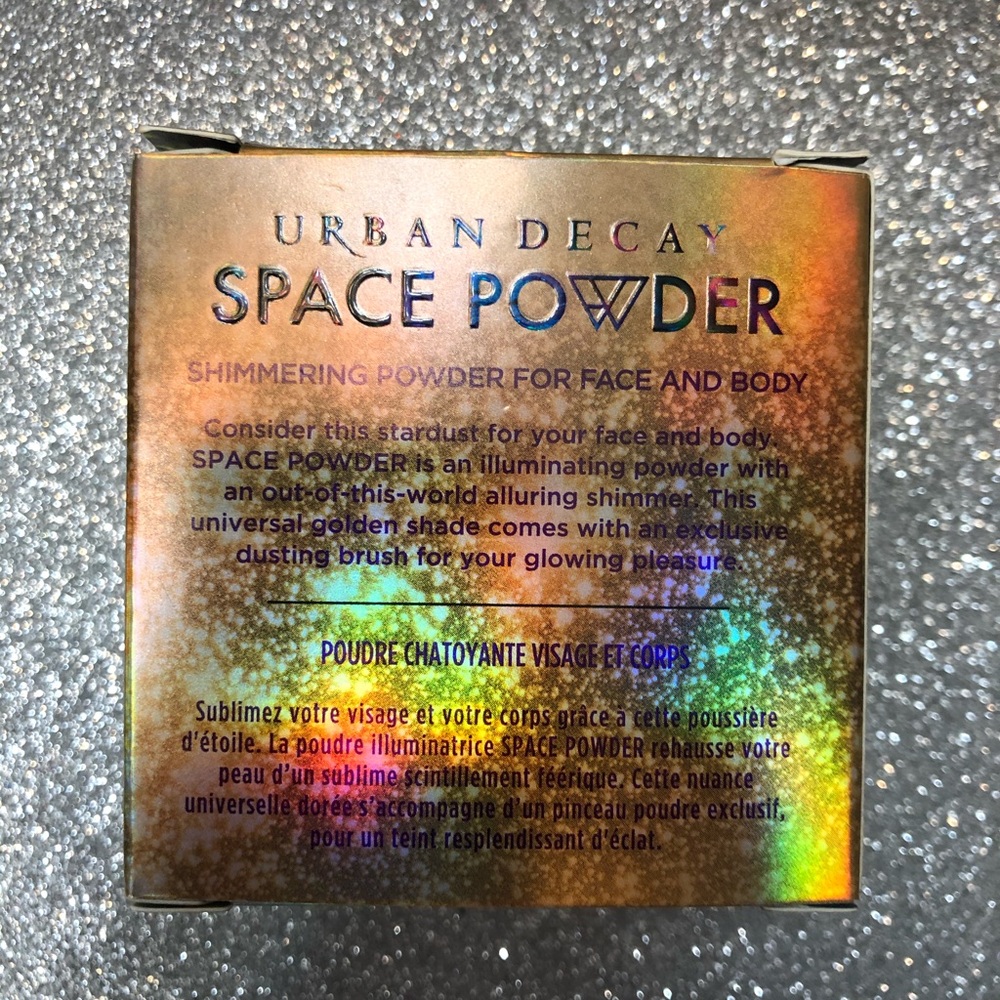 URBAN DECAY
SPACE POWDER
SHIMMERING POWDER FOR FACE AND BODY
Consider this stardust for your face and body.
SPACE POWDER is an illuminating powder with
an out-of-this-world alluring shimmer. This
universal golden shade comes with an exclusive
dusting brush for your glowing pleasure.
POUDRE CHATOYANTE VISAGE ET CORPS
Sublimez votre visage et votre corps grâce à cette poussière
d'étoile. La poudre illuminatrice SPACE POWDER rehausse votre
peau d'un sublime scintillement féérique. Cette nuance
universelle dorée s'accompagne d'un pinceau poudre exclusif,
pour un teint resplendissant d'éclat.